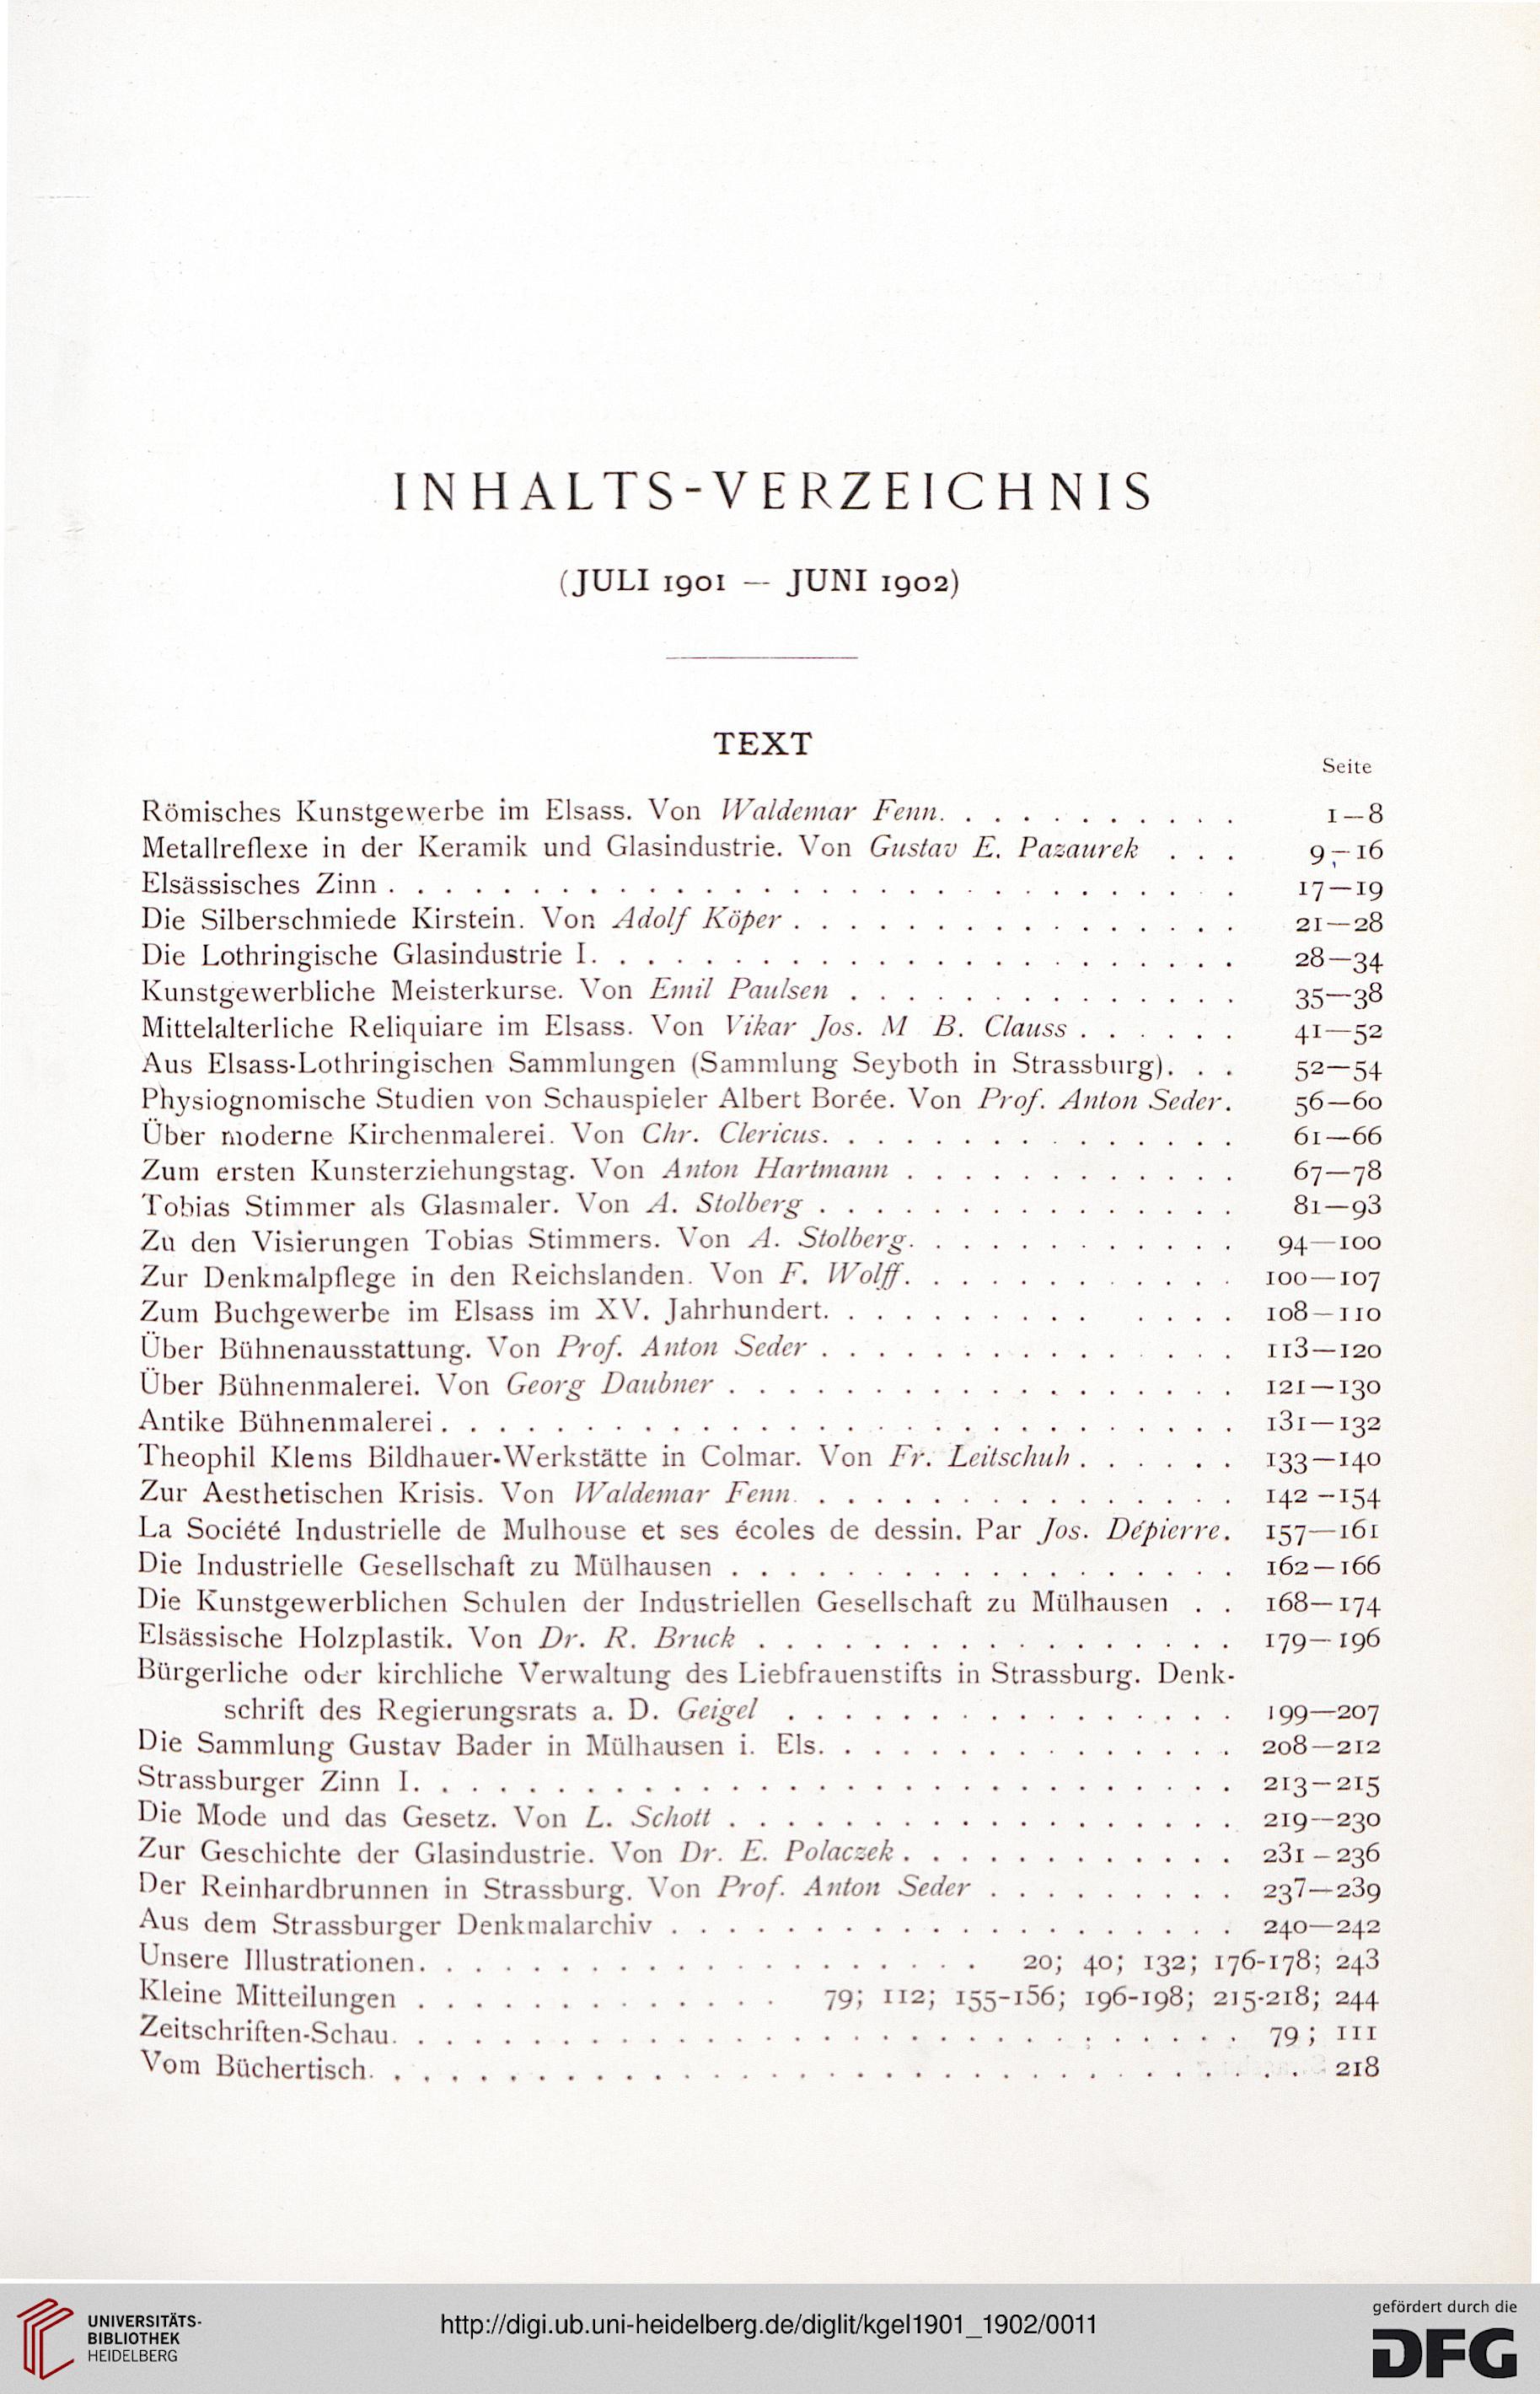 INHALTS-VERZEICHNIS
(JULI 1901 — JUNI 1902)
TEXT
Seite
Römisches Kunstgewerbe im Elsass. Von Waldemar Fenn. . . . . . . . . . . 1—8
Metallreflexe in der Keramik und Glasindustrie. Von Gustav E. Pazaurek . . . 9—16
Elsässisches Zinn . . . . . . . . . . . . . . . . . . . . . . . . . . . . . . 17—19
Die Silberschmiede Kirstein. Von Adolf Köper . . . . . . . . . . . . . . . . 21—28
Die Lothringische Glasindustrie I. . . . . . . . . . . . . . . . . . . . . . . 28—34
Kunstgewerbliche Meisterkurse. Von Emil Paulsen . . . . . . . . . . . . . . 35—38
Mittelalterliche Reliquiare im Elsass. Von Vikar Jos. M B. Clauss . . . . . . 41—52
Aus Elsass-Lothringischen Sammlungen (Sammlung Seyboth in Strassburg). . . 52—54
Physiognomische Studien von Schauspieler Albert Borée. Von Prof. Anton Seder. 56—60
Über moderne Kirchenmalerei. Von Chr. Clericus. . . . . . . . . . . . . . . 61—66
Zum ersten Kunsterziehungstag. Von Anton Hartmann . . . . . . . . . . . . 67—78
Tobias Stimmer als Glasmaler. Von A. Stolberg . . . . . . . . . . . . . . . 81—93
Zu den Visierungen Tobias Stimmers. Von A. Stolberg. . . . . . . . . . . . 94—100
Zur Denkmalpflege in den Reichslanden. Von F. Wolff. . . . . . . . . . . . 100—107
Zum Buchgewerbe im Elsass im XV. Jahrhundert. . . . . . . . . . . . . . 108—110
Über Bühnenausstattung. Von Prof. Anton Seder . . . . . . . . . . . . . . . 113—120
Über Bühnenmalerei. Von Georg Daubner . . . . . . . . . . . . . . . . . . 121—130
Antike Bühnenmalerei. . . . . . . . . . . . . . . . . . . . . . . . . . . . 131—132
Theophil Klems Bildhauer-Werkstätte in Colmar. Von Fr. Leitschuh . . . . . . 133—140
Zur Aesthetischen Krisis. Von Waldemar Fenn. . . . . . . . . . . . . . . . 142—154
La Société Industrielle de Mulhouse et ses écoles de dessin. Par Jos. Dépierre. 157—161
Die Industrielle Gesellschaft zu Mülhausen . . . . . . . . . . . . . . . . . . 162—166
Die Kunstgewerblichen Schulen der Industriellen Gesellschaft zu Mülhausen . . 168—174
Elsässische Holzplastik. Von Dr. R. Bruck . . . . . . . . . . . . . . . . . 179—196
Bürgerliche oder kirchliche Verwaltung des Liebfrauenstifts in Strassburg. Denk-
schrift des Regierungsrats a. D. Geigel . . . . . . . . . . . . . . . . 199—207
Die Sammlung Gustav Bader in Mülhausen i. Els. . . . . . . . . . . . . . . 208—212
Strassburger Zinn I. . . . . . . . . . . . . . . . . . . . . . . . . . . . . 213—215
Die Mode und das Gesetz. Von L. Schott . . . . . . . . . . . . . . . . . . 219—230
Zur Geschichte der Glasindustrie. Von Dr. E. Polaczek . . . . . . . . . . . . 231—236
Der Reinhardbrunnen in Strassburg. Von Prof. Anton Seder . . . . . . . . . 237—239
Aus dem Strassburger Denkmalarchiv . . . . . . . . . . . . . . . . . . . . 240—242
Unsere Illustrationen. . . . . . . . . . . . . . . . . . . . 20; 40; 132; 176-178; 243
Kleine Mitteilungen . . . . . . . . . . . . . 79; 112; 155-156; 196-198; 215-218; 244
Zeitschriften-Schau. . . . . . . . . . . . . . . . . . . . . . . . . . . . . . 79; 111
Vom Büchertisch. . . . . . . . . . . . . . . . . . . . . . . . . . . . . . . . 218
UNIVERSITÄTS-
BIBLIOTHEK
HEIDELBERG
http://digi.ub.uni-heidelberg.de/diglit/kgel1901_1902/0011
gefördert durch die
DFG